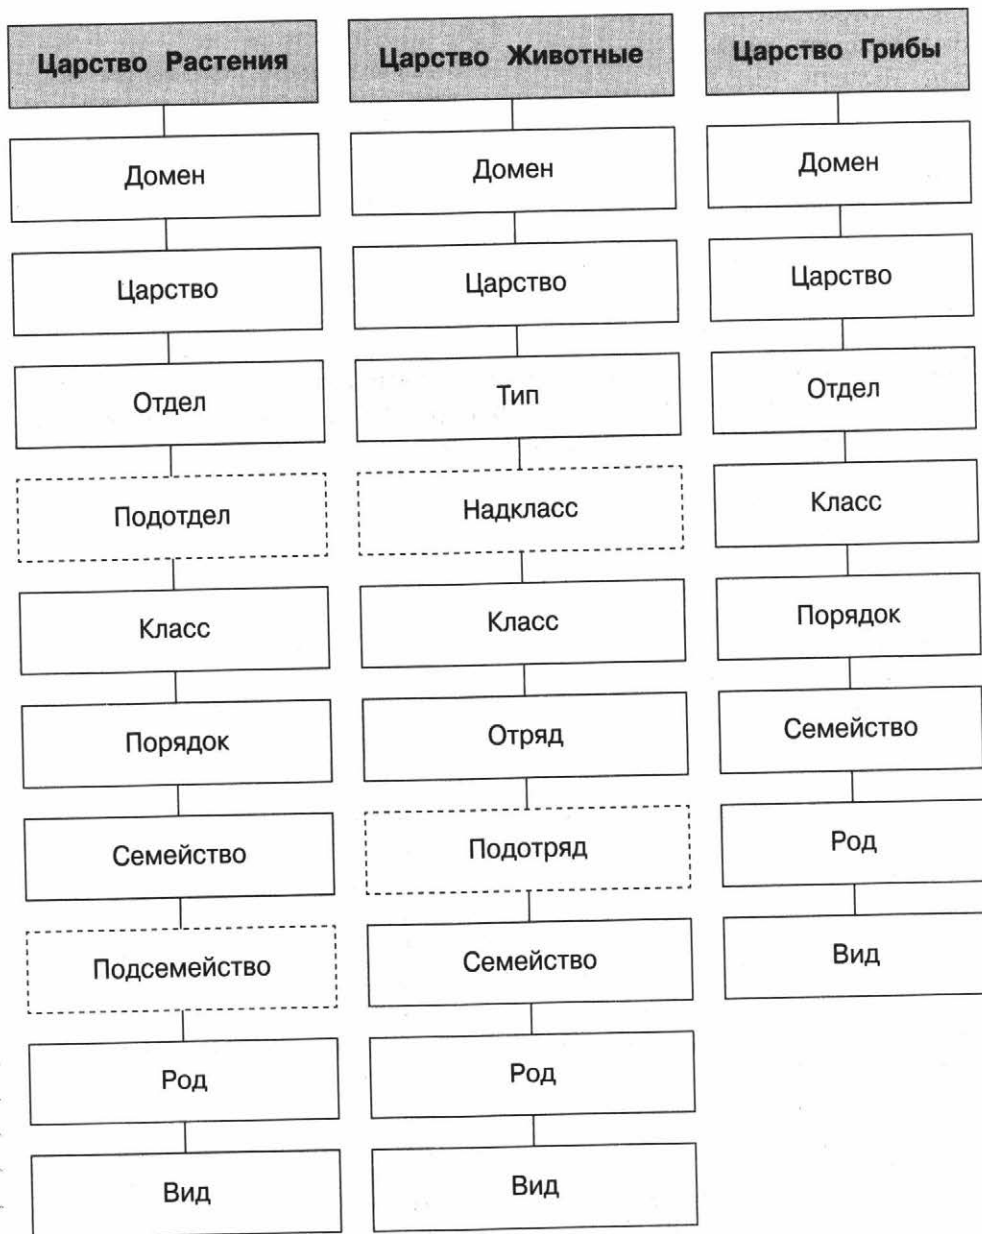 Царство Растения
Домен
Царство
Отдел
Подотдел
Класс
Порядок
Семейство
Подсемейство
Род
Вид
Царство Животные
Домен
Царство
Тип
Надкласс
Класс
Отряд
Подотряд
Семейство
Род
Вид
Царство Грибы
Домен
Царство
Отдел
Класс
Порядок
Семейство
Род
Вид